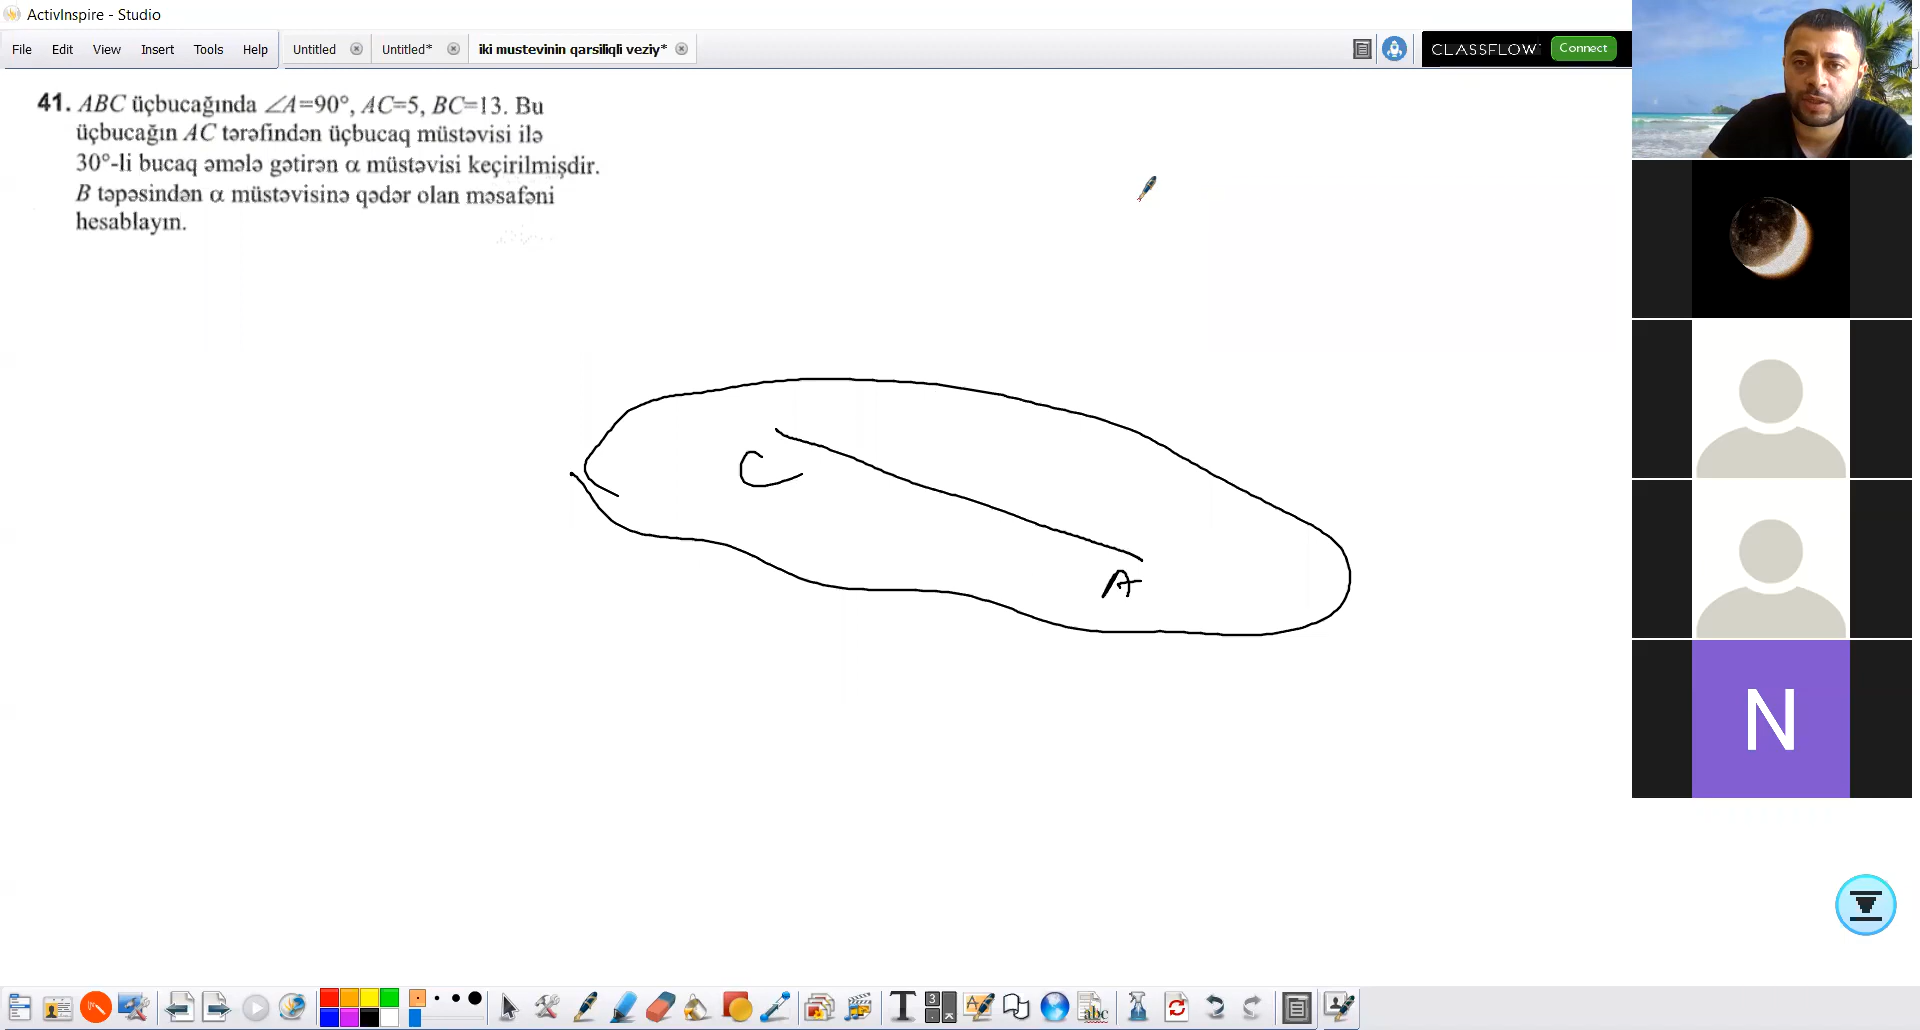 ActivInspire - Studio
File Edit View Insert Tools Help Untitled Untitled* iki mustevinin qarsiliqli veziy* CLASSFLOW Connect
41. ABC üçbucağında ∠A=90°, AC=5, BC=13. Bu
üçbucağın AC tərəfindən üçbucaq müstəvisi ilə
30°-li bucaq əmələ gətirən α müstəvisi keçirilmişdir.
B təpəsindən α müstəvisinə qədər olan məsafəni
hesablayın.
C
A
N